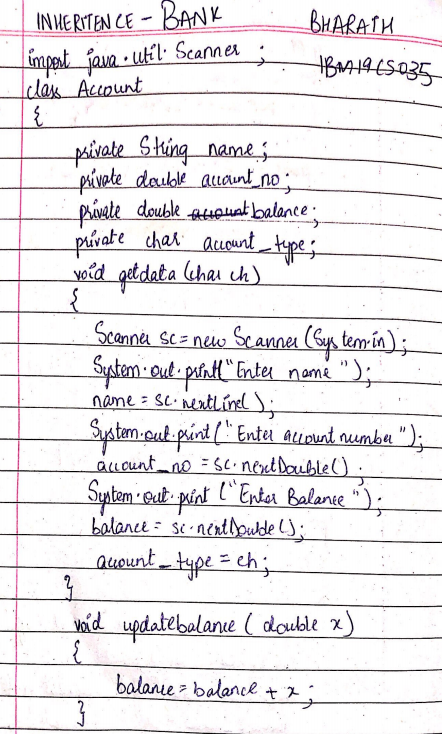 INHERITENCE - BANK BHARATH
import java.util.Scanner ; 1BM19CS035
class Account
{
private String name;
private double account_no;
private double balance;
private char account_type;
void getdata (char ch)
{
Scanner sc = new Scanner (System.in);
System.out.print("Enter name ");
name = sc.nextLine( );
System.out.print ("Enter account number");
account_no = sc.nextDouble( ) ;
System.out.print ("Enter Balance ");
balance = sc.nextDouble( );
account_type = ch;
}
void updatebalance ( double x)
{
balance = balance + x ;
}